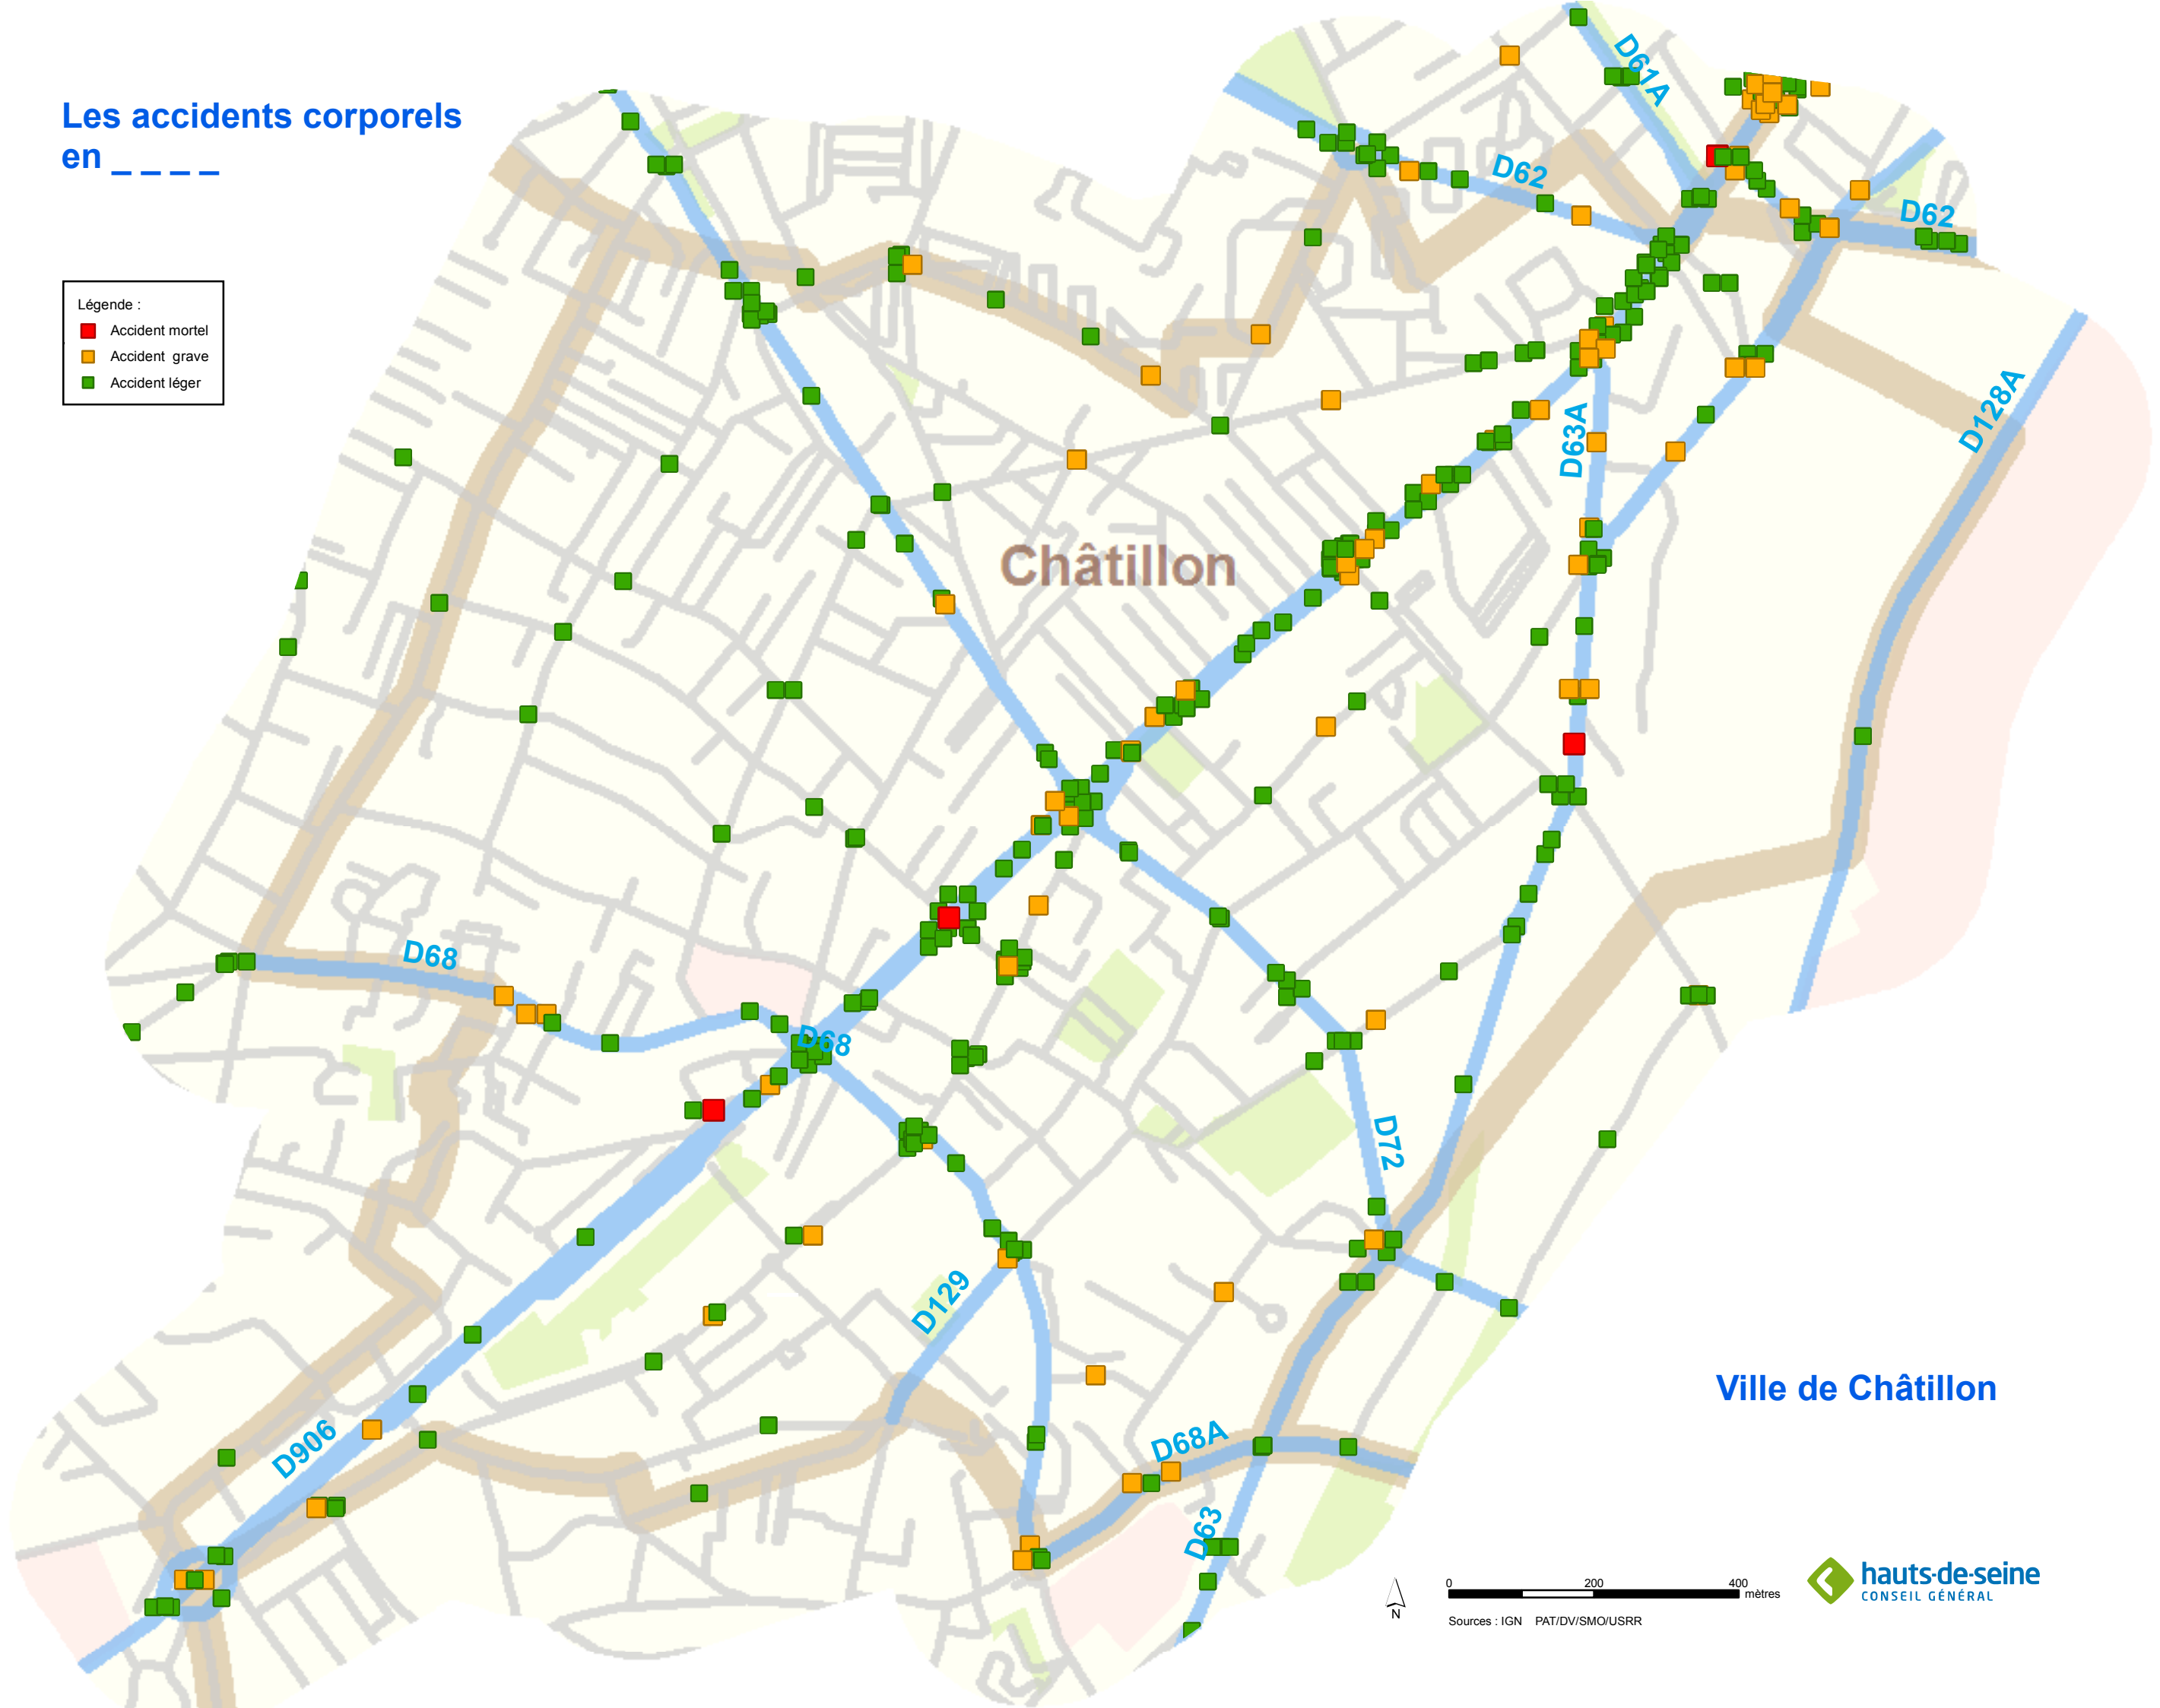 Les accidents corporels
en _ _ _ _
Légende :
Accident mortel
Accident grave
Accident léger
D61A
D62
D62
D63A
D128A
Châtillon
D68
D68
D72
D129
D906
D68A
D63
Ville de Châtillon
N
0 200 400
mètres
Sources : IGN PAT/DV/SMO/USRR
hauts-de-seine
CONSEIL GÉNÉRAL